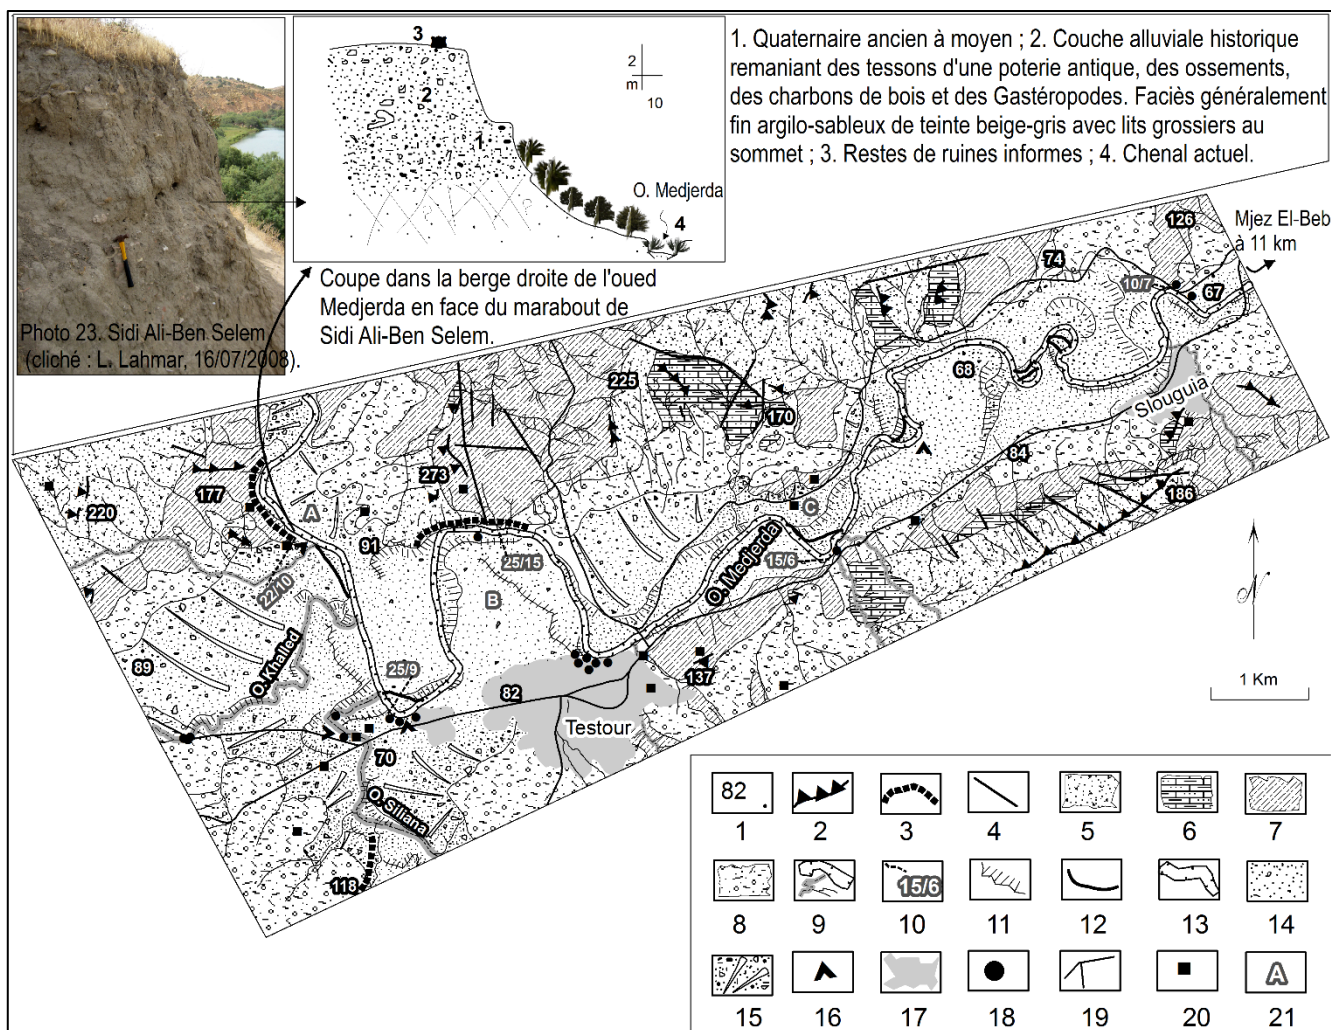 3
2
1
4
2
m
10
O. Medjerda
1. Quaternaire ancien à moyen ; 2. Couche alluviale historique
remaniant des tessons d'une poterie antique, des ossements,
des charbons de bois et des Gastéropodes. Faciès généralement
fin argilo-sableux de teinte beige-gris avec lits grossiers au
sommet ; 3. Restes de ruines informes ; 4. Chenal actuel.
Photo 23. Sidi Ali-Ben Selem
(cliché : L. Lahmar, 16/07/2008).
Coupe dans la berge droite de l'oued
Medjerda en face du marabout de
Sidi Ali-Ben Selem.
Mjez El-Beb
à 11 km
126
74
10/7
67
68
225
170
Slouguia
84
186
273
177
220
A
91
25/15
C
15/6
O. Medjerda
22/10
B
89
O. Khalled
25/9
82
137
Testour
70
O. Siliana
118
1 Km
82
1 2 3 4 5 6 7
15/6
8 9 10 11 12 13 14
A
15 16 17 18 19 20 21